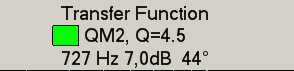 Transfer Function
QM2, Q=4.5
727 Hz 7,0dB 44°